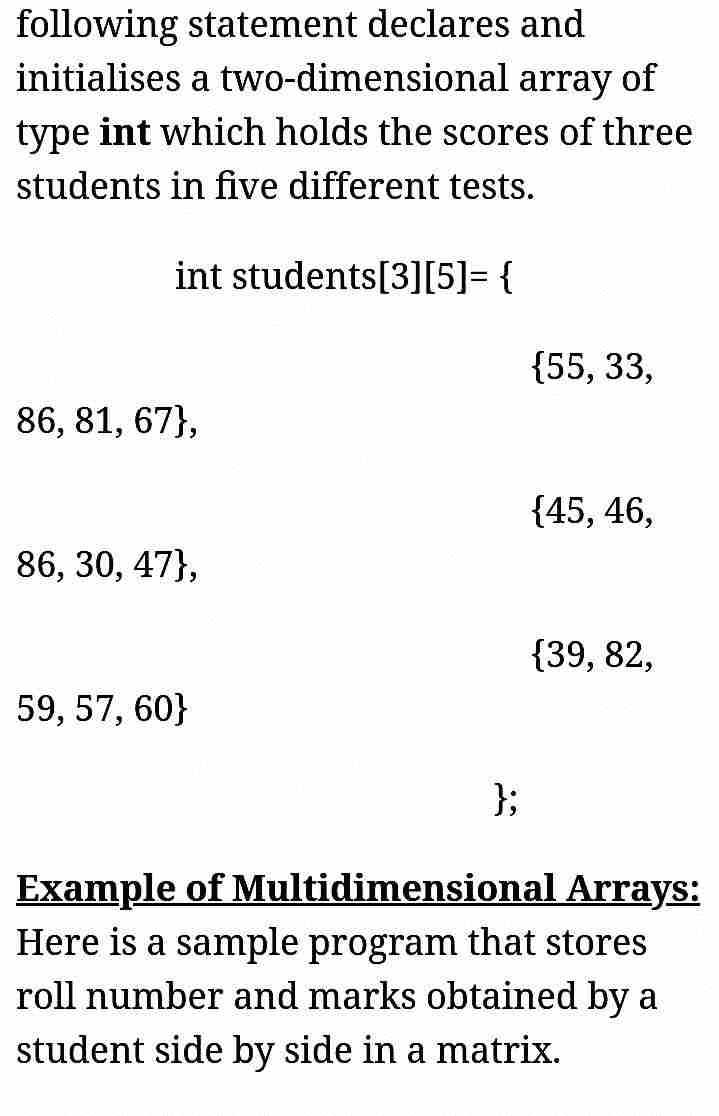 following statement declares and
initialises a two-dimensional array of
type int which holds the scores of three
students in five different tests.
int students[3][5]= {
{55, 33,
86, 81, 67},
{45, 46,
86, 30, 47},
{39, 82,
59, 57, 60}
};
Example of Multidimensional Arrays:
Here is a sample program that stores
roll number and marks obtained by a
student side by side in a matrix.